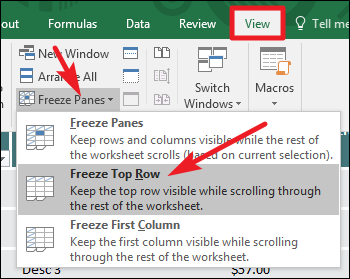 out Formulas Data Review View Tell me
New Window
Arrange All
Freeze Panes
Switch Windows
Macros
Freeze Panes
Keep rows and columns visible while the rest of
the worksheet scrolls (based on current selection).
Freeze Top Row
Keep the top row visible while scrolling through
the rest of the worksheet.
Freeze First Column
Keep the first column visible while scrolling
through the rest of the worksheet.
Desc 3 $57.00